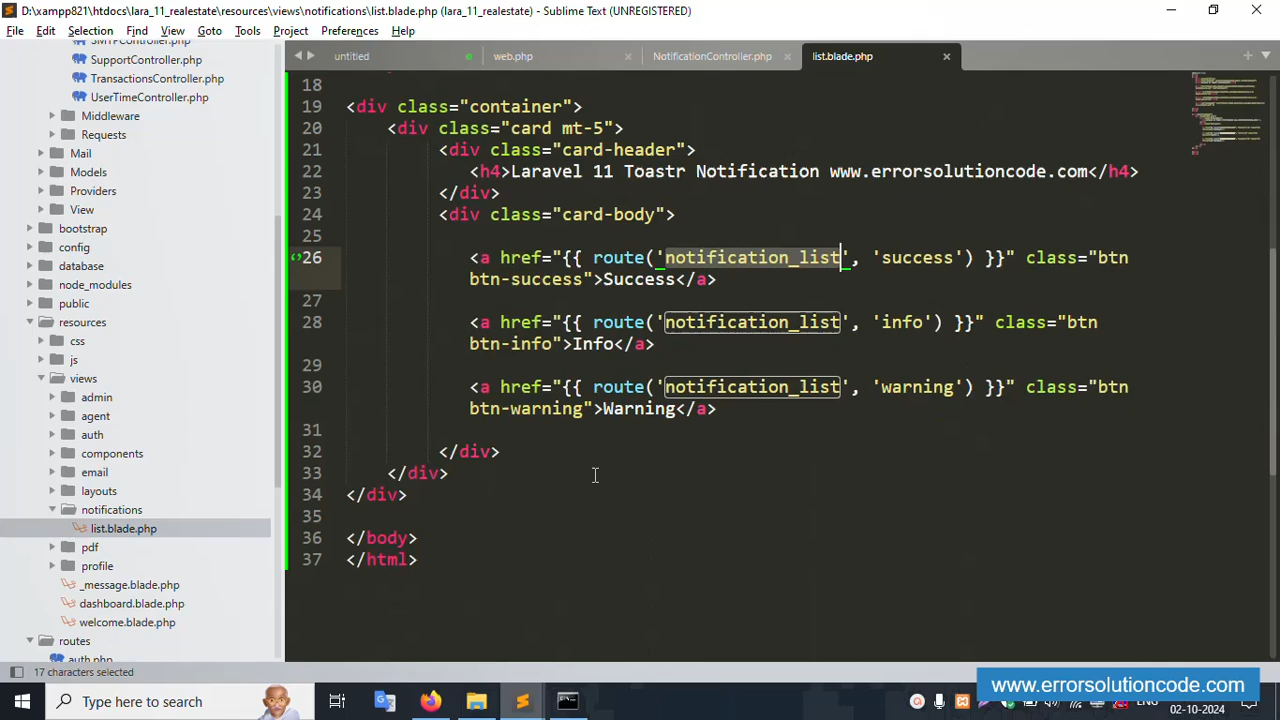 D:\xampp821\htdocs\lara_11_realestate\resources\views\notifications\list.blade.php (lara_11_realestate) - Sublime Text (UNREGISTERED)
File Edit Selection Find View Goto Tools Project Preferences Help
SMTPController.php
SupportController.php
TransactionsController.php
UserTimeController.php
Middleware
Requests
Mail
Models
Providers
View
bootstrap
config
database
node_modules
public
resources
css
js
views
admin
agent
auth
components
email
layouts
notifications
list.blade.php
pdf
profile
_message.blade.php
dashboard.blade.php
welcome.blade.php
routes
auth.php
untitled web.php NotificationController.php list.blade.php
18
19 <div class="container">
20 <div class="card mt-5">
21 <div class="card-header">
22 <h4>Laravel 11 Toastr Notification www.errorsolutioncode.com</h4>
23 </div>
24 <div class="card-body">
25
26 <a href="{{ route('notification_list', 'success') }}" class="btn
btn-success">Success</a>
27
28 <a href="{{ route('notification_list', 'info') }}" class="btn
btn-info">Info</a>
29
30 <a href="{{ route('notification_list', 'warning') }}" class="btn
btn-warning">Warning</a>
31
32 </div>
33 </div>
34 </div>
35
36 </body>
37 </html>
17 characters selected
www.errorsolutioncode.com
Type here to search
02-10-2024